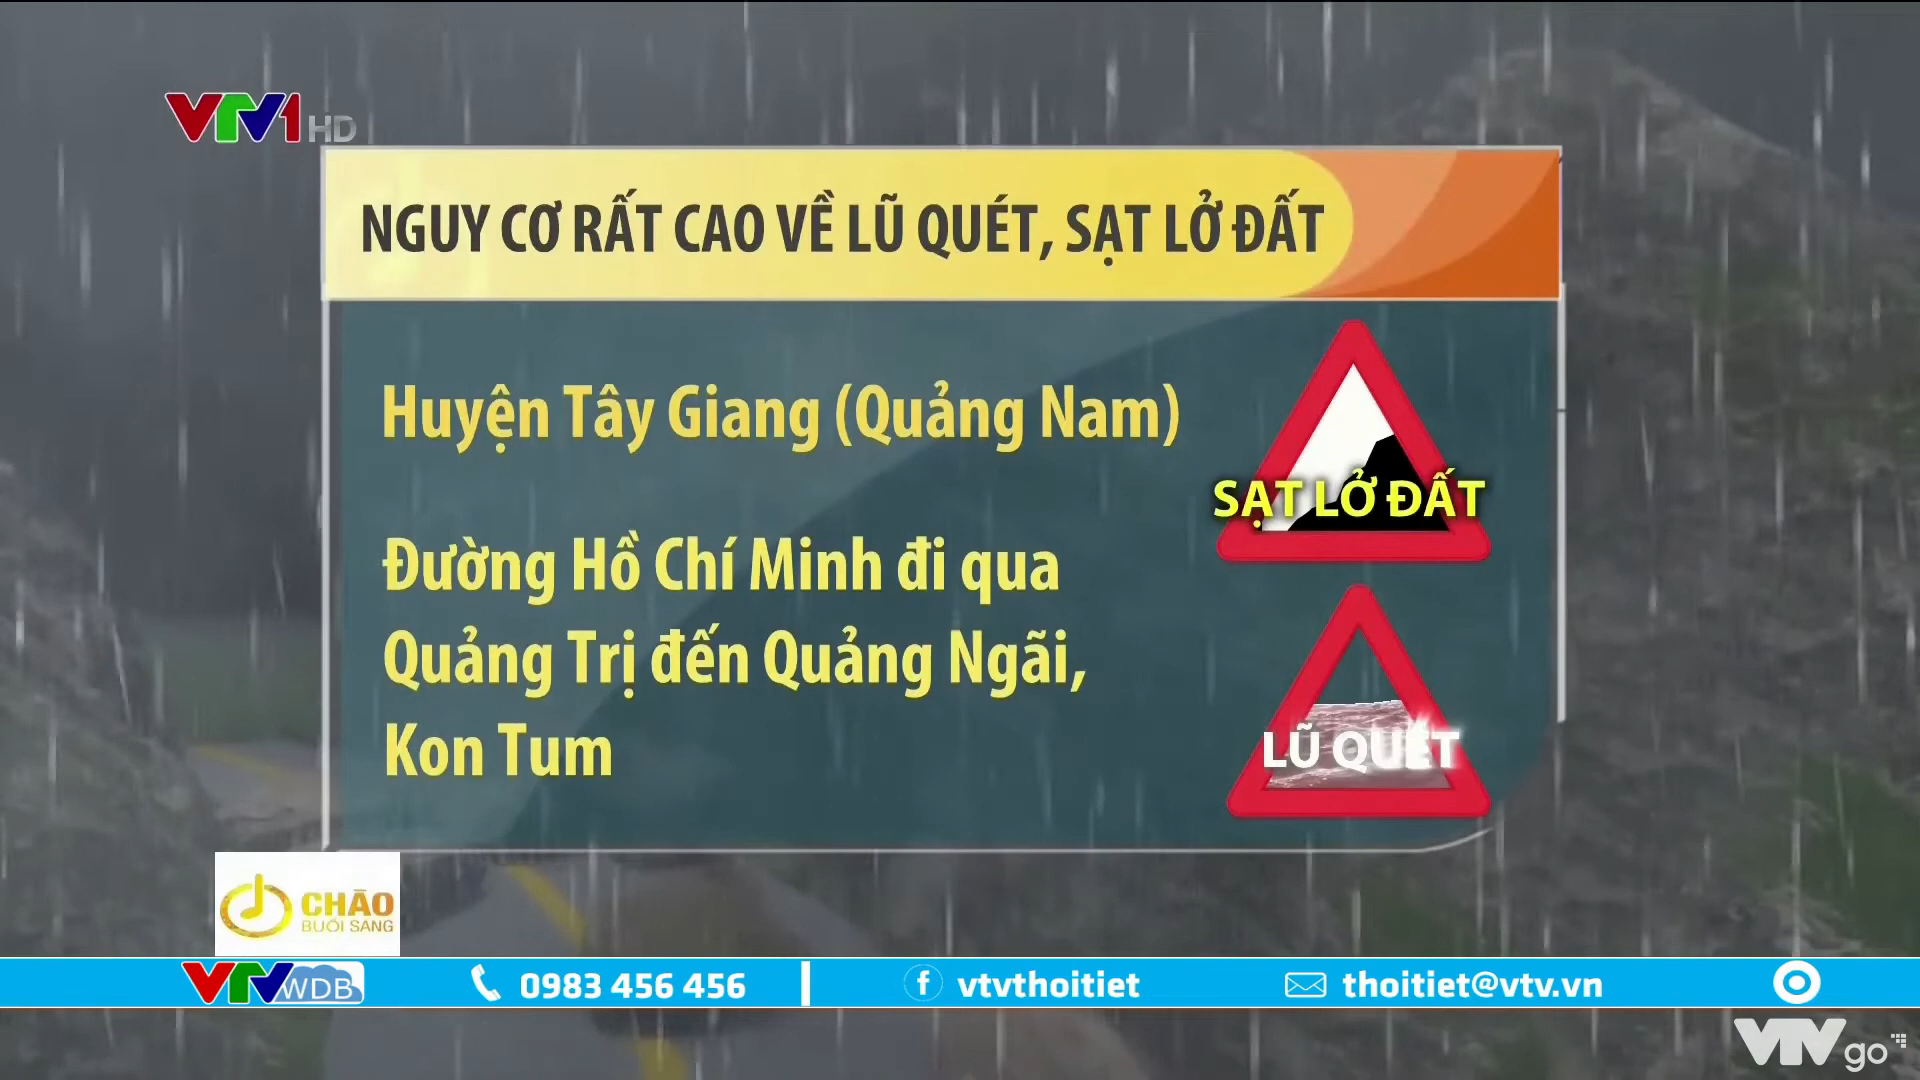 VTV1 HD
NGUY CƠ RẤT CAO VỀ LŨ QUÉT, SẠT LỞ ĐẤT
Huyện Tây Giang (Quảng Nam)
SẠT LỞ ĐẤT
Đường Hồ Chí Minh đi qua
Quảng Trị đến Quảng Ngãi,
Kon Tum
LŨ QUÉT
CHÀO
BUỔI SÁNG
VTV WDB
0983 456 456
vtvthoitiet
thoitiet@vtv.vn
VTV go